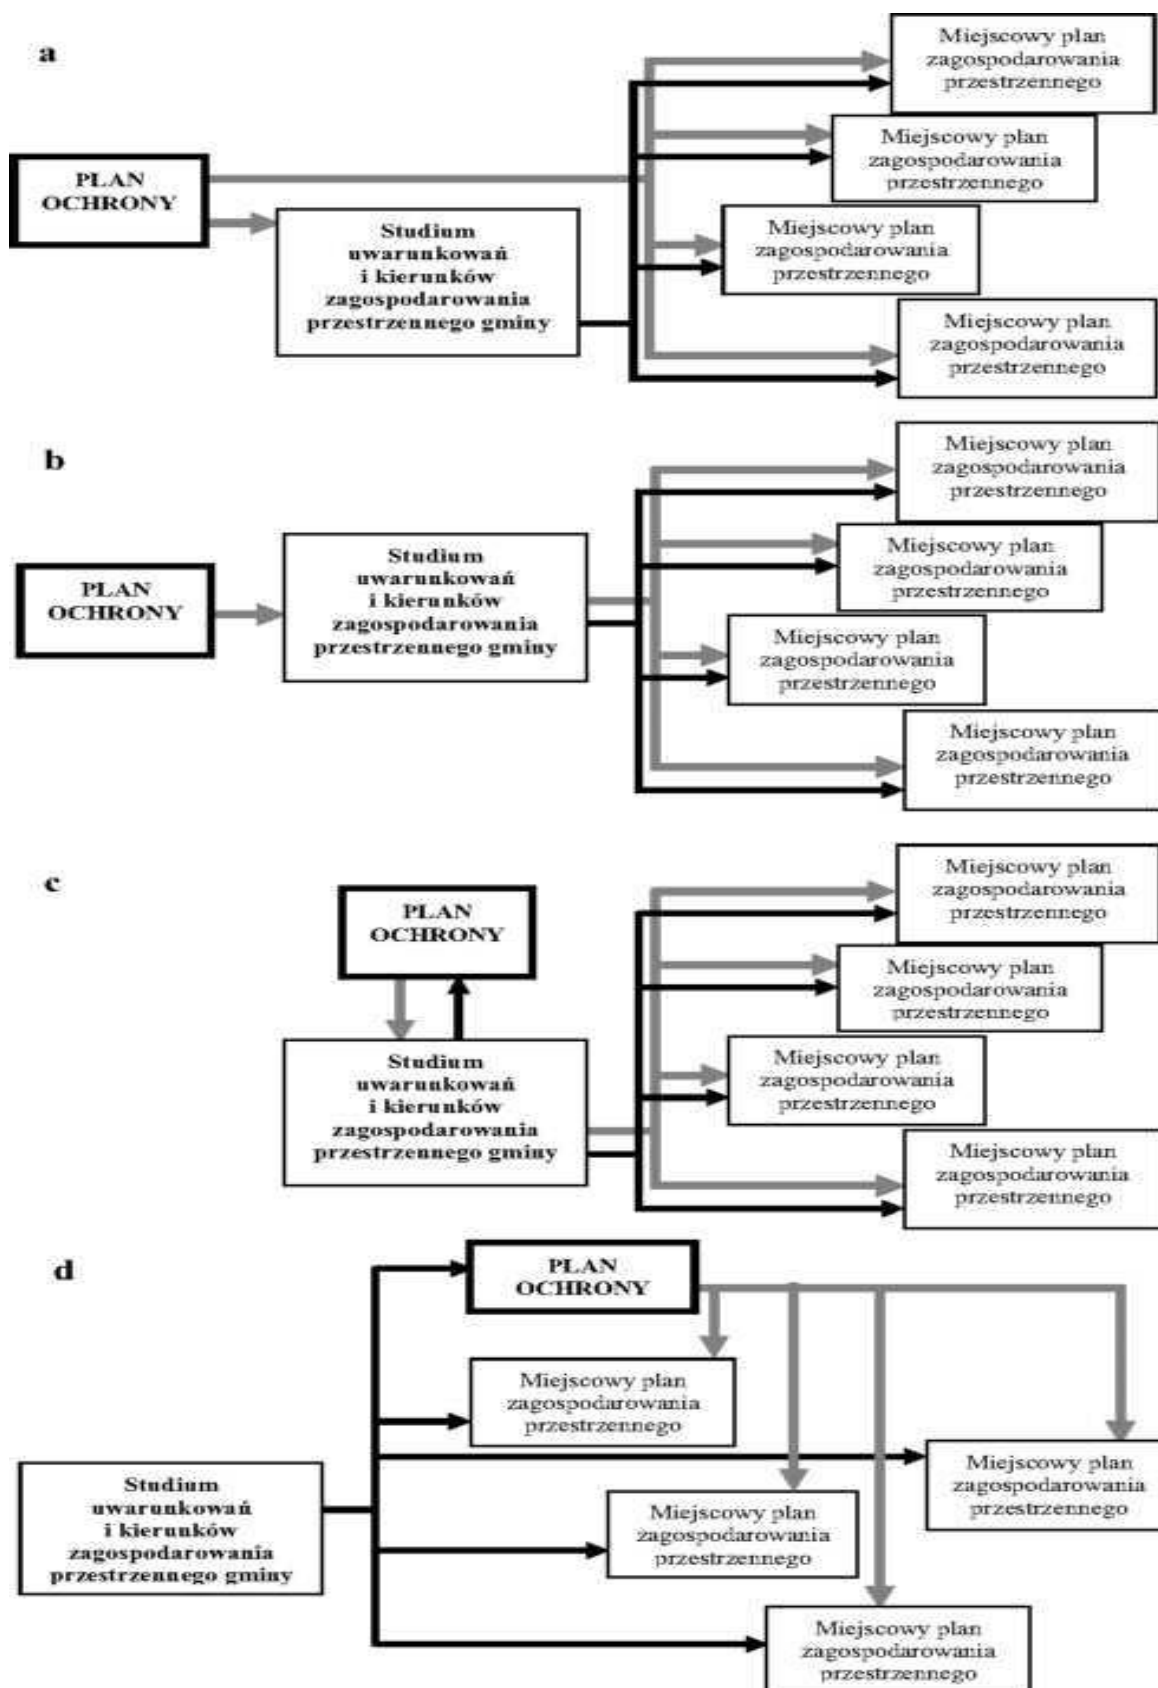 a
Miejscowy plan
zagospodarowania
przestrzennego
Miejscowy plan
zagospodarowania
przestrzennego
PLAN
OCHRONY
Studium
uwarunkowań
i kierunków
zagospodarowania
przestrzennego gminy
Miejscowy plan
zagospodarowania
przestrzennego
Miejscowy plan
zagospodarowania
przestrzennego
b
Miejscowy plan
zagospodarowania
przestrzennego
PLAN
OCHRONY
Studium
uwarunkowań
i kierunków
zagospodarowania
przestrzennego gminy
Miejscowy plan
zagospodarowania
przestrzennego
Miejscowy plan
zagospodarowania
przestrzennego
Miejscowy plan
zagospodarowania
przestrzennego
c
PLAN
OCHRONY
Miejscowy plan
zagospodarowania
przestrzennego
Miejscowy plan
zagospodarowania
przestrzennego
Studium
uwarunkowań
i kierunków
zagospodarowania
przestrzennego gminy
Miejscowy plan
zagospodarowania
przestrzennego
Miejscowy plan
zagospodarowania
przestrzennego
d
PLAN
OCHRONY
Miejscowy plan
zagospodarowania
przestrzennego
Miejscowy plan
zagospodarowania
przestrzennego
Studium
uwarunkowań
i kierunków
zagospodarowania
przestrzennego gminy
Miejscowy plan
zagospodarowania
przestrzennego
Miejscowy plan
zagospodarowania
przestrzennego